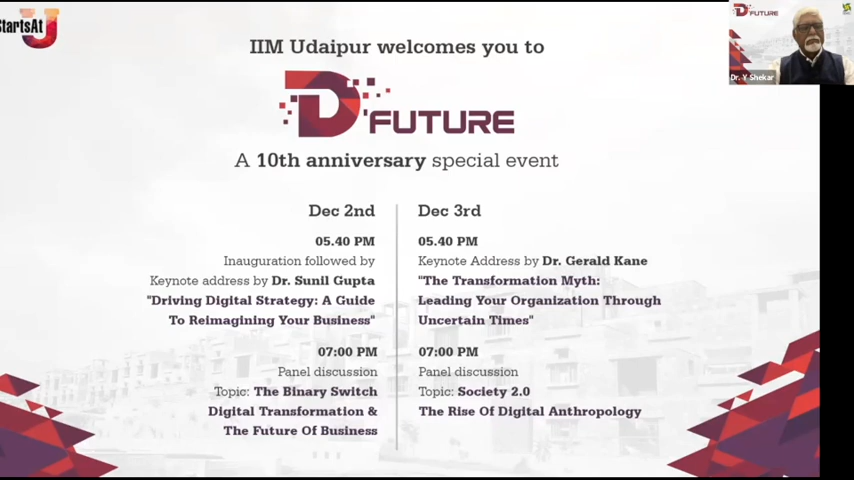 StartsAt
U
IIM Udaipur welcomes you to
D FUTURE
A 10th anniversary special event
Dec 2nd
05.40 PM
Inauguration followed by
Keynote address by Dr. Sunil Gupta
"Driving Digital Strategy: A Guide
To Reimagining Your Business"
07:00 PM
Panel discussion
Topic: The Binary Switch
Digital Transformation &
The Future Of Business
Dec 3rd
05.40 PM
Keynote Address by Dr. Gerald Kane
"The Transformation Myth:
Leading Your Organization Through
Uncertain Times"
07:00 PM
Panel discussion
Topic: Society 2.0
The Rise Of Digital Anthropology
D FUTURE
Dr. Y Shekar